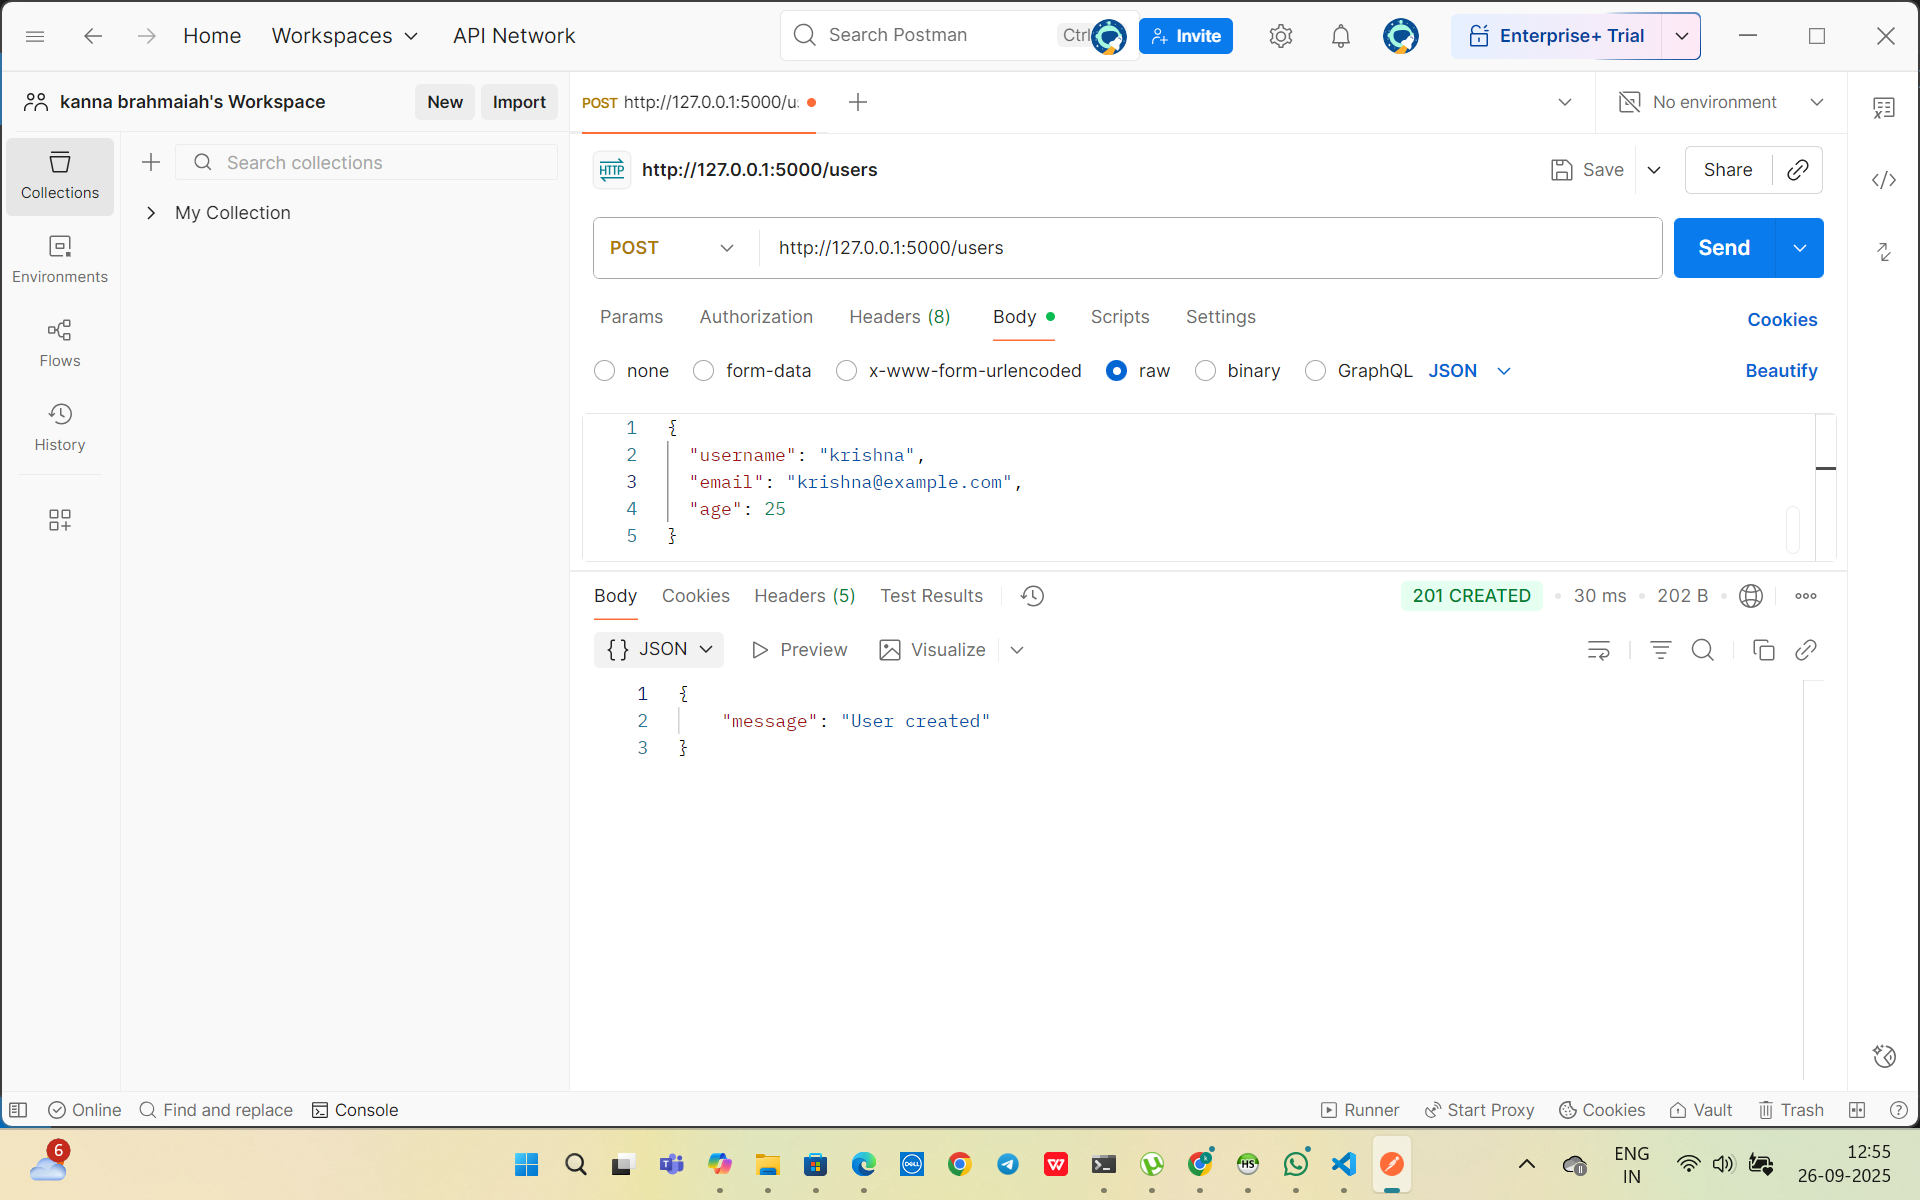 Home
Workspaces
API Network
Search Postman
Ctrl
Invite
Enterprise+ Trial
kanna brahmaiah's Workspace
New
Import
POST http://127.0.0.1:5000/u
No environment
Collections
Search collections
My Collection
Environments
Flows
History
HTTP
http://127.0.0.1:5000/users
Save
Share
POST
http://127.0.0.1:5000/users
Send
Params
Authorization
Headers (8)
Body
Scripts
Settings
Cookies
none
form-data
x-www-form-urlencoded
raw
binary
GraphQL
JSON
Beautify
1 {
2 "username": "krishna",
3 "email": "krishna@example.com",
4 "age": 25
5 }
Body
Cookies
Headers (5)
Test Results
201 CREATED
30 ms
202 B
{} JSON
Preview
Visualize
1 {
2 "message": "User created"
3 }
Online
Find and replace
Console
Runner
Start Proxy
Cookies
Vault
Trash
6
DELL
W
HS
ENG
IN
12:55
26-09-2025